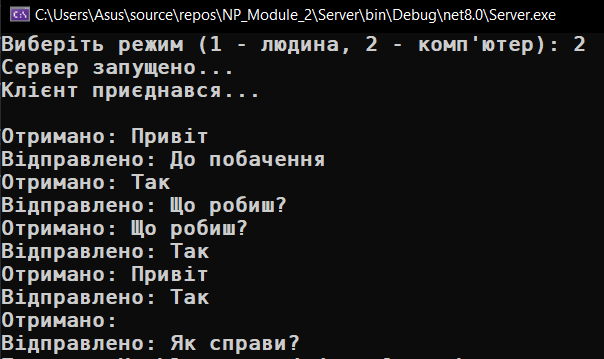 C:\Users\Asus\source\repos\NP_Module_2\Server\bin\Debug\net8.0\Server.exe
Виберіть режим (1 - людина, 2 - комп'ютер): 2
Сервер запущено...
Клієнт приєднався...
Отримано: Привіт
Відправлено: До побачення
Отримано: Так
Відправлено: Що робиш?
Отримано: Що робиш?
Відправлено: Так
Отримано: Привіт
Відправлено: Так
Отримано:
Відправлено: Як справи?